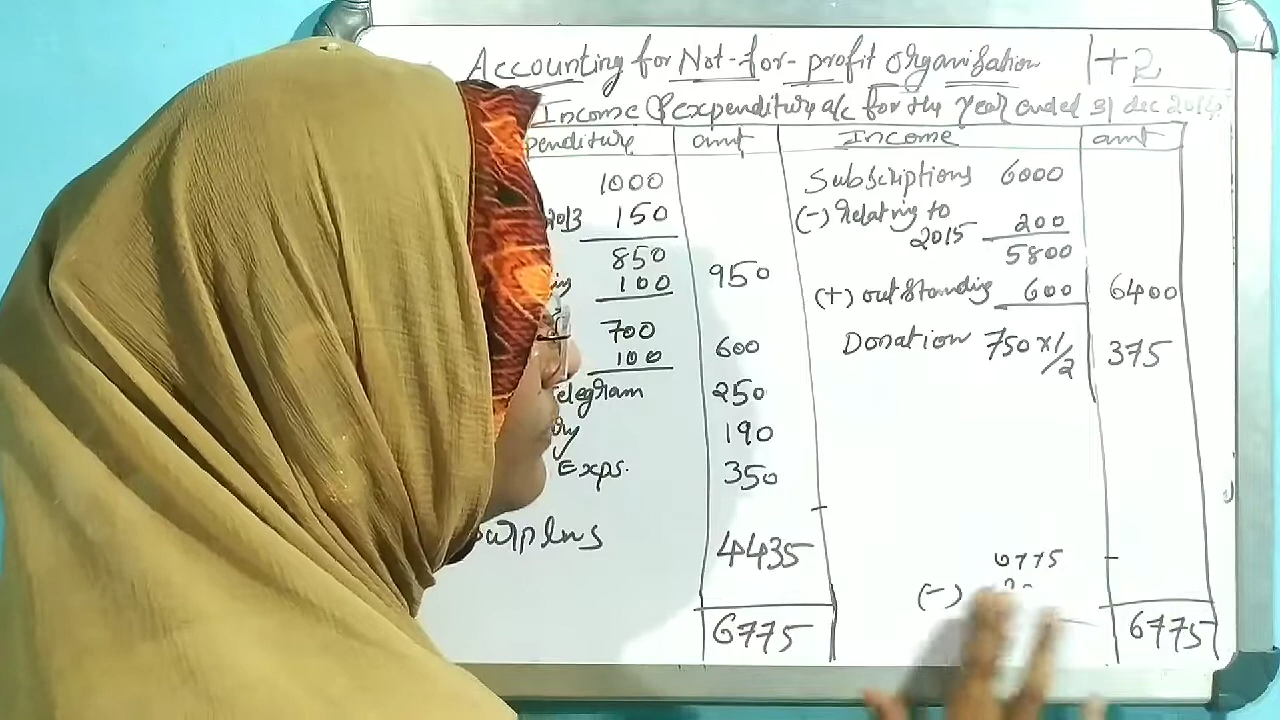 Accounting for Not-for-profit Organisation 1+2
Income & expenditure a/c for the year ended 31 dec 2014
penditure amt Income amt
1000
2013 150
850
100 950
700
100 600
elegram 250
190
Exps. 350
surplus 4435
6775
Subscriptions 6000
(-) Relating to
2015 200
5800
(+) outstanding 600 6400
Donation 750x1/2 375
6775
(-)
6775